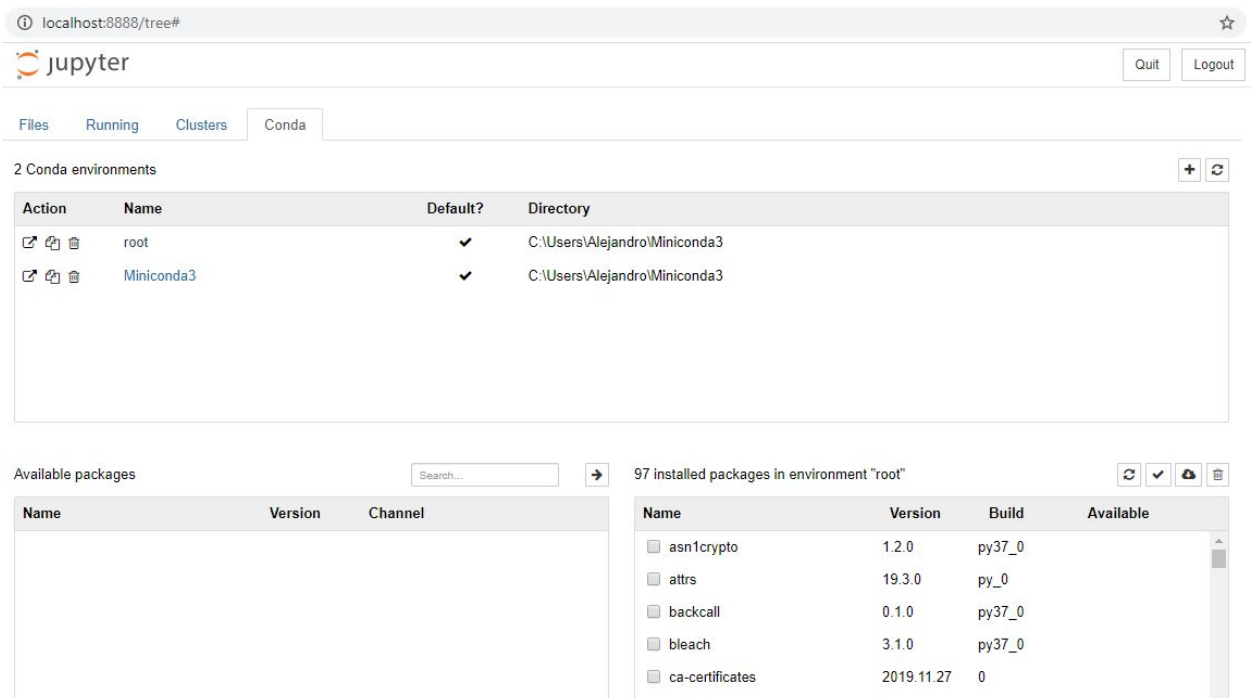 localhost:8888/tree#
jupyter
Quit Logout
Files Running Clusters Conda
2 Conda environments
Action Name Default? Directory
root C:\Users\Alejandro\Miniconda3
Miniconda3 C:\Users\Alejandro\Miniconda3
Available packages Search... 97 installed packages in environment "root"
Name Version Channel Name Version Build Available
asn1crypto 1.2.0 py37_0
attrs 19.3.0 py_0
backcall 0.1.0 py37_0
bleach 3.1.0 py37_0
ca-certificates 2019.11.27 0